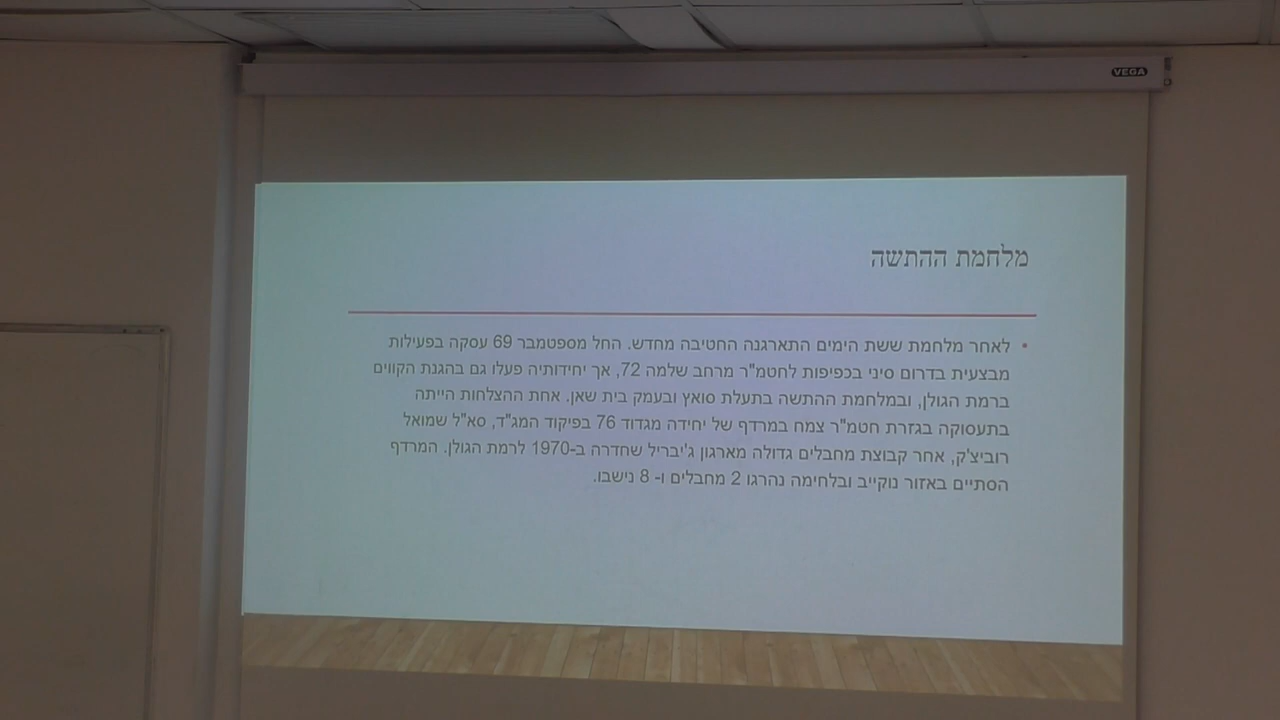 VEGA
מלחמת ההתשה
• לאחר מלחמת ששת הימים התארגנה החטיבה מחדש. החל מספטמבר 69 עסקה בפעילות
מבצעית בדרום סיני בכפיפות לחטמ"ר מרחב שלמה 72, אך יחידותיה פעלו גם בהגנת הקווים
ברמת הגולן, ובמלחמת ההתשה בתעלת סואץ ובעמק בית שאן. אחת ההצלחות הייתה
בתעסוקה בגזרת חטמ"ר צמח במרדף של יחידה מגדוד 76 בפיקוד המג"ד, סא"ל שמואל
רוביצ'ק, אחר קבוצת מחבלים גדולה מארגון ג'יבריל שחדרה ב-1970 לרמת הגולן. המרדף
הסתיים באזור נוקייב ובלחימה נהרגו 2 מחבלים ו- 8 נישבו.